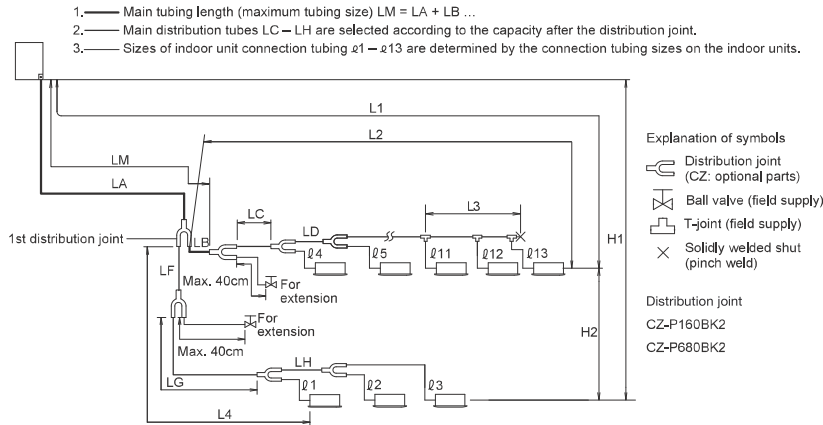 1. Main tubing length (maximum tubing size) LM = LA + LB ...
2. Main distribution tubes LC – LH are selected according to the capacity after the distribution joint.
3. Sizes of indoor unit connection tubing ℓ1 – ℓ13 are determined by the connection tubing sizes on the indoor units.
L1
L2
LM
LA
LC
LD
L3
LB
1st distribution joint
H1
ℓ4
ℓ5
ℓ11
ℓ12
ℓ13
LF
Max. 40cm
For
extension
For
extension
Max. 40cm
H2
LG
LH
ℓ1
ℓ2
ℓ3
L4
Explanation of symbols
Distribution joint
(CZ: optional parts)
Ball valve (field supply)
T-joint (field supply)
Solidly welded shut
(pinch weld)
Distribution joint
CZ-P160BK2
CZ-P680BK2